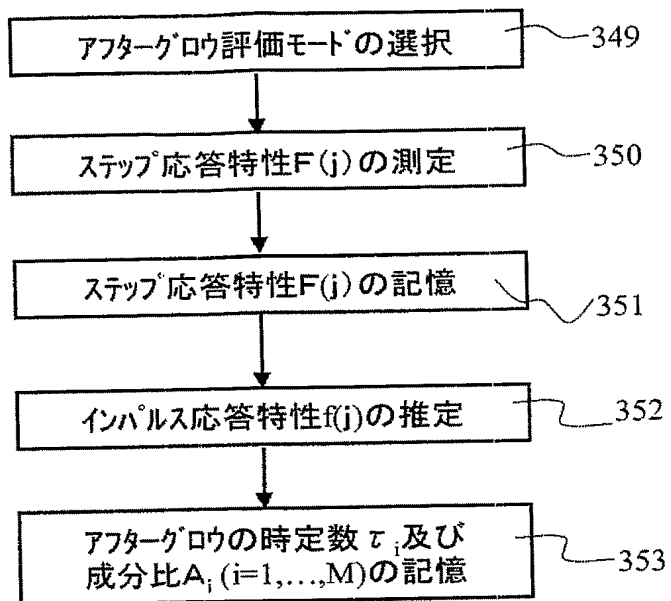 アフターグロウ評価モードの選択
349
ステップ応答特性F(j)の測定
350
ステップ応答特性F(j)の記憶
351
インパルス応答特性f(j)の推定
352
アフターグロウの時定数τi及び
成分比Ai(i=1,...,M)の記憶
353